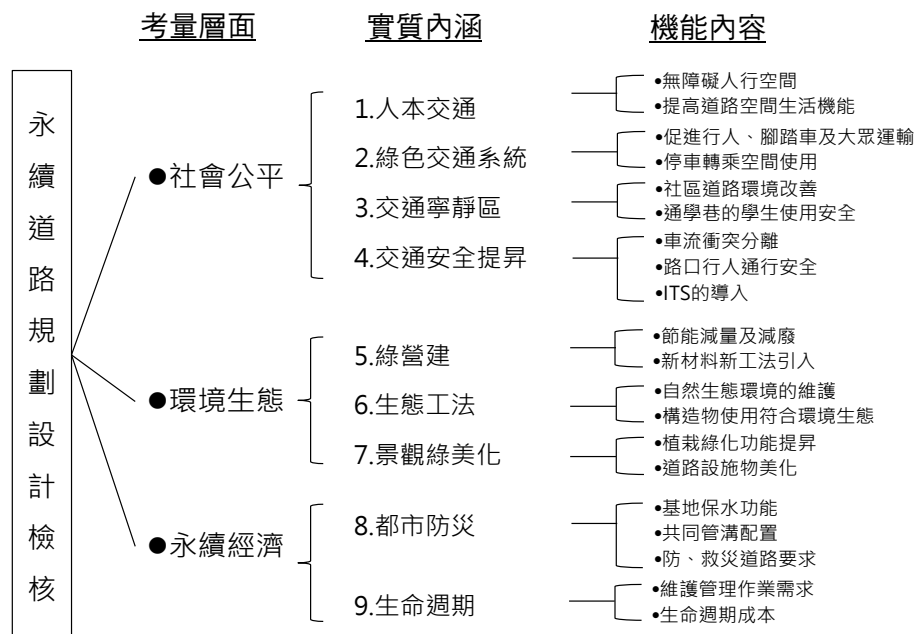 考量層面 實質內涵 機能內容
永續道路規劃設計檢核
●社會公平
1.人本交通
•無障礙人行空間
•提高道路空間生活機能
2.綠色交通系統
•促進行人、腳踏車及大眾運輸
•停車轉乘空間使用
3.交通寧靜區
•社區道路環境改善
•通學巷的學生使用安全
4.交通安全提昇
•車流衝突分離
•路口行人通行安全
•ITS的導入
●環境生態
5.綠營建
•節能減量及減廢
•新材料新工法引入
6.生態工法
•自然生態環境的維護
•構造物使用符合環境生態
7.景觀綠美化
•植栽綠化功能提昇
•道路設施物美化
●永續經濟
8.都市防災
•基地保水功能
•共同管溝配置
•防、救災道路要求
9.生命週期
•維護管理作業需求
•生命週期成本